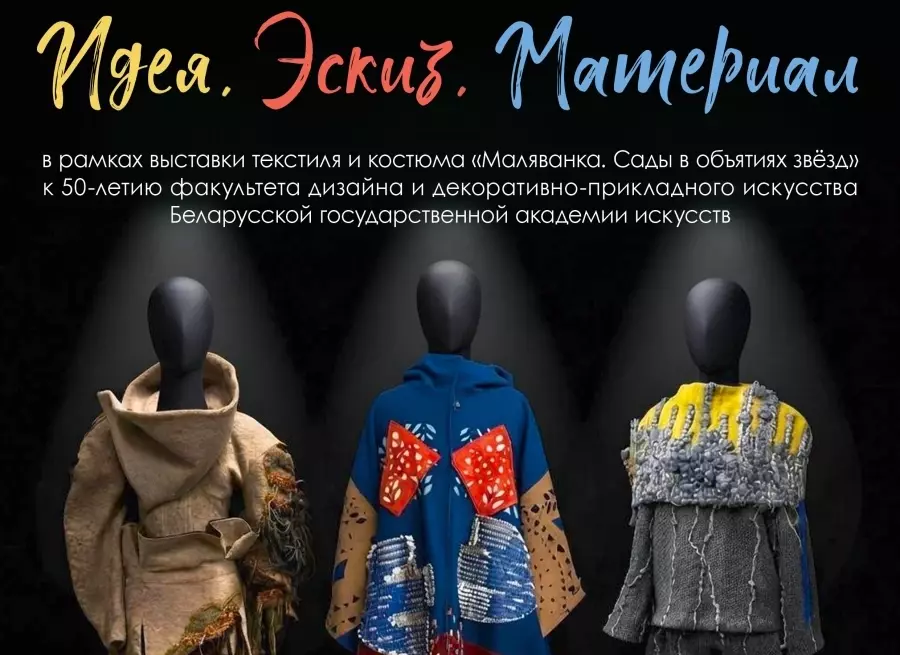 Идея. Эскиз. Материал
в рамках выставки текстиля и костюма «Маляванка. Сады в объятиях звёзд»
к 50-летию факультета дизайна и декоративно-прикладного искусства
Беларусской государственной академии искусств